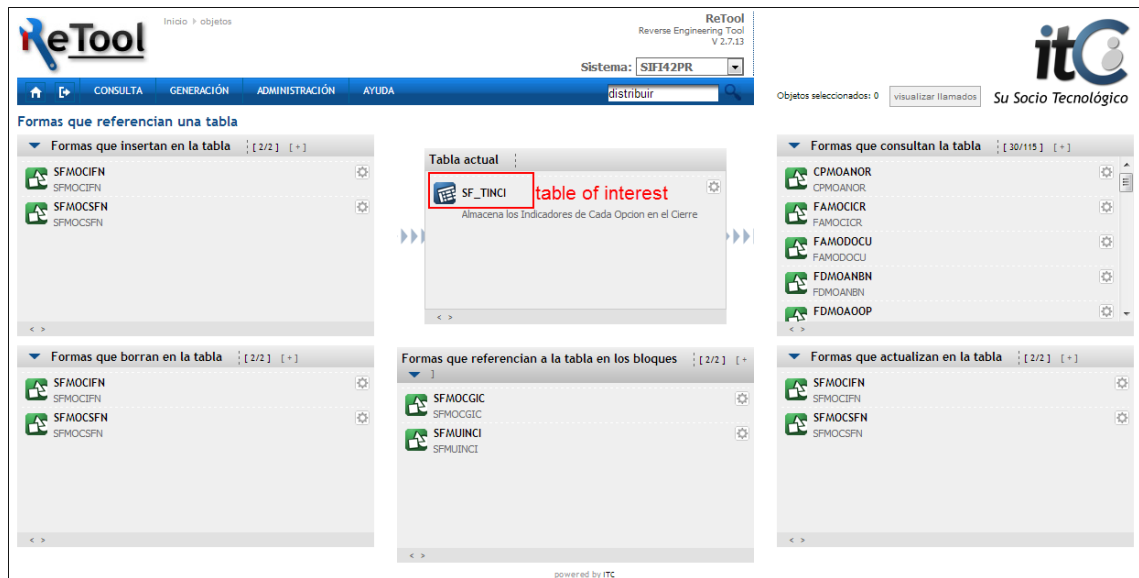 ReTool
Inicio › objetos
ReTool
Reverse Engineering Tool
V 2.7.13
Sistema: SIFI42PR
itC
Su Socio Tecnológico
CONSULTA GENERACIÓN ADMINISTRACIÓN AYUDA
distribuir
Objetos seleccionados: 0 visualizar llamados
Formas que referencian una tabla
Formas que insertan en la tabla [ 2/2 ] [ + ]
SFMOCIFN
SFMOCIFN
SFMOCSFN
SFMOCSFN
< >
Tabla actual
SF_TINCI table of interest
Almacena los Indicadores de Cada Opcion en el Cierre
< >
Formas que consultan la tabla [ 30/115 ] [ + ]
CPMOANOR
CPMOANOR
FAMOCICR
FAMOCICR
FAMODOCU
FAMODOCU
FDMOANBN
FDMOANBN
FDMOAOOP
< >
Formas que borran en la tabla [ 2/2 ] [ + ]
SFMOCIFN
SFMOCIFN
SFMOCSFN
SFMOCSFN
< >
Formas que referencian a la tabla en los bloques [ 2/2 ] [ +
]
SFMOCGIC
SFMOCGIC
SFMUINCI
SFMUINCI
< >
Formas que actualizan en la tabla [ 2/2 ] [ + ]
SFMOCIFN
SFMOCIFN
SFMOCSFN
SFMOCSFN
< >
powered by ITC